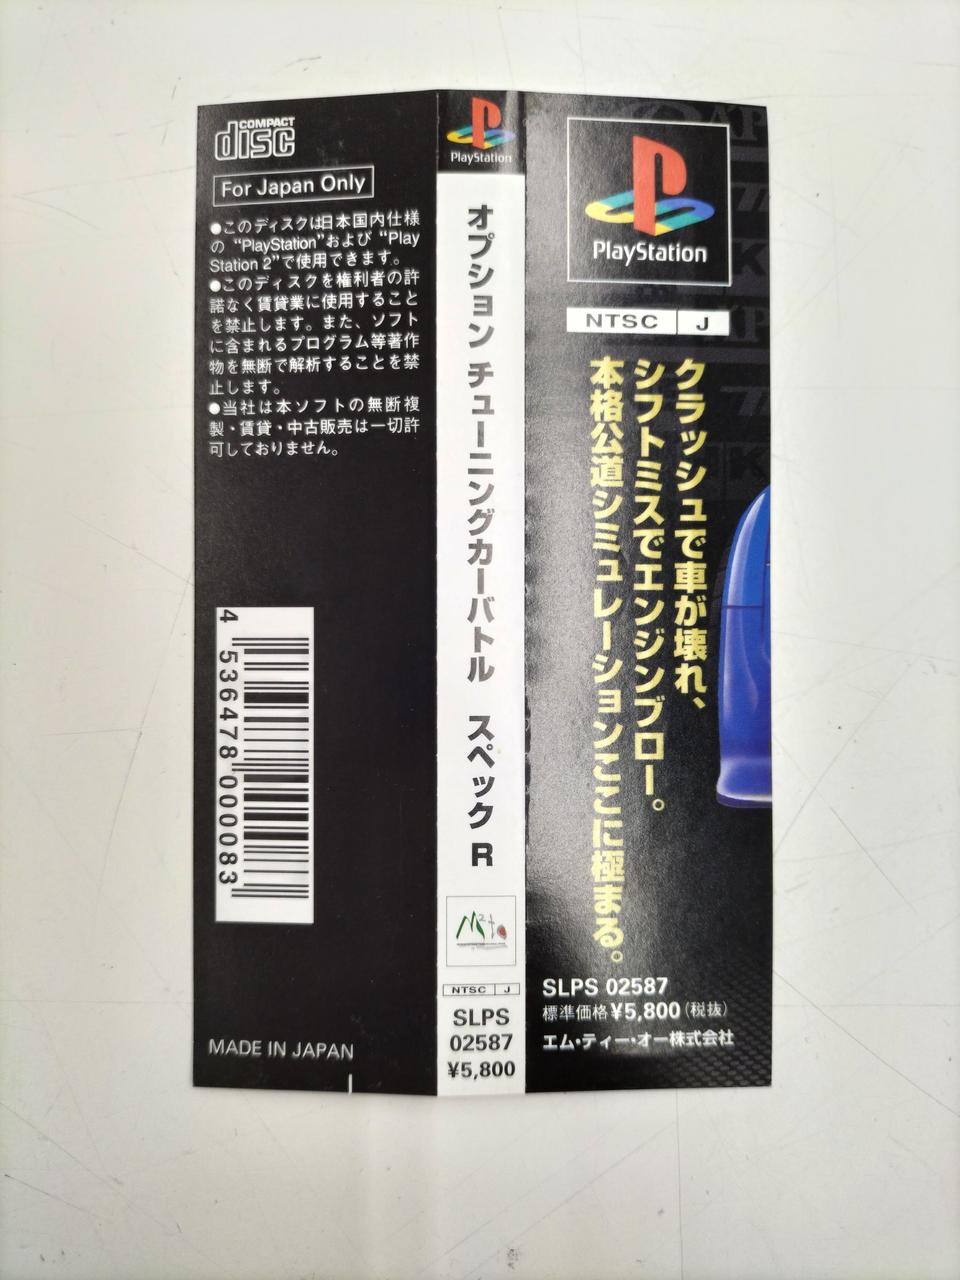 COMPACT
disc
For Japan Only
●このディスクは日本国内仕様
の “PlayStation”および “Play
Station 2”で使用できます。
●このディスクを権利者の許
諾なく賃貸業に使用すること
を禁止します。また、ソフト
に含まれるプログラム等著作
物を無断で解析することを禁
止します。
●当社は本ソフトの無断複
製・賃貸・中古販売は一切許
可しておりません。
4 536478 000083
MADE IN JAPAN
PlayStation
オプション チューニングカーバトル スペック R
NTSC J
SLPS
02587
¥5,800
PlayStation
NTSC J
クラッシュで車が壊れ、
シフトミスでエンジンブロー。
本格公道シミュレーションここに極まる。
SLPS 02587
標準価格¥5,800(税抜)
エム・ティー・オー株式会社